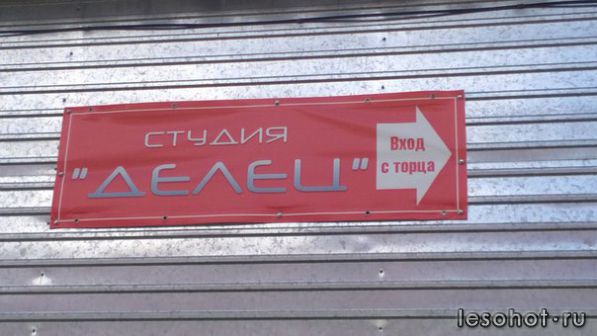 СТУДИЯ
"ДЕЛЕЦ"
Вход
с торца
lesohot.ru